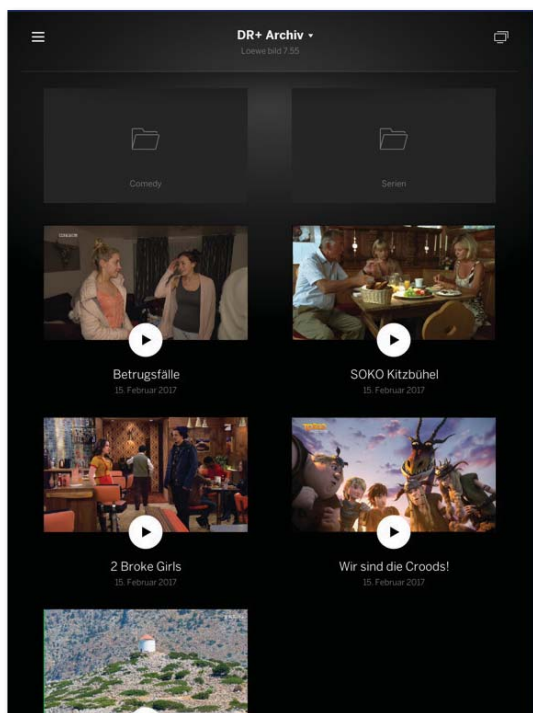 DR+ Archiv
Loewe bild 7.55
Comedy
Serien
Betrugsfälle
15. Februar 2017
SOKO Kitzbühel
15. Februar 2017
2 Broke Girls
15. Februar 2017
Wir sind die Croods!
15. Februar 2017